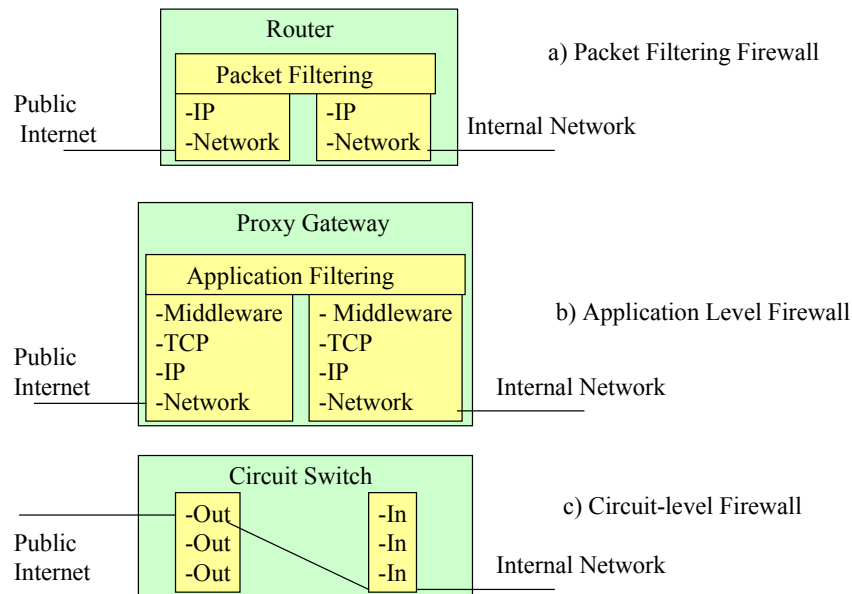 Router
a) Packet Filtering Firewall
Packet Filtering
Public
Internet
-IP
-Network
-IP
-Network
Internal Network
Proxy Gateway
Application Filtering
b) Application Level Firewall
Public
Internet
-Middleware
-TCP
-IP
-Network
- Middleware
-TCP
-IP
-Network
Internal Network
Circuit Switch
c) Circuit-level Firewall
Public
Internet
-Out
-Out
-Out
-In
-In
-In
Internal Network